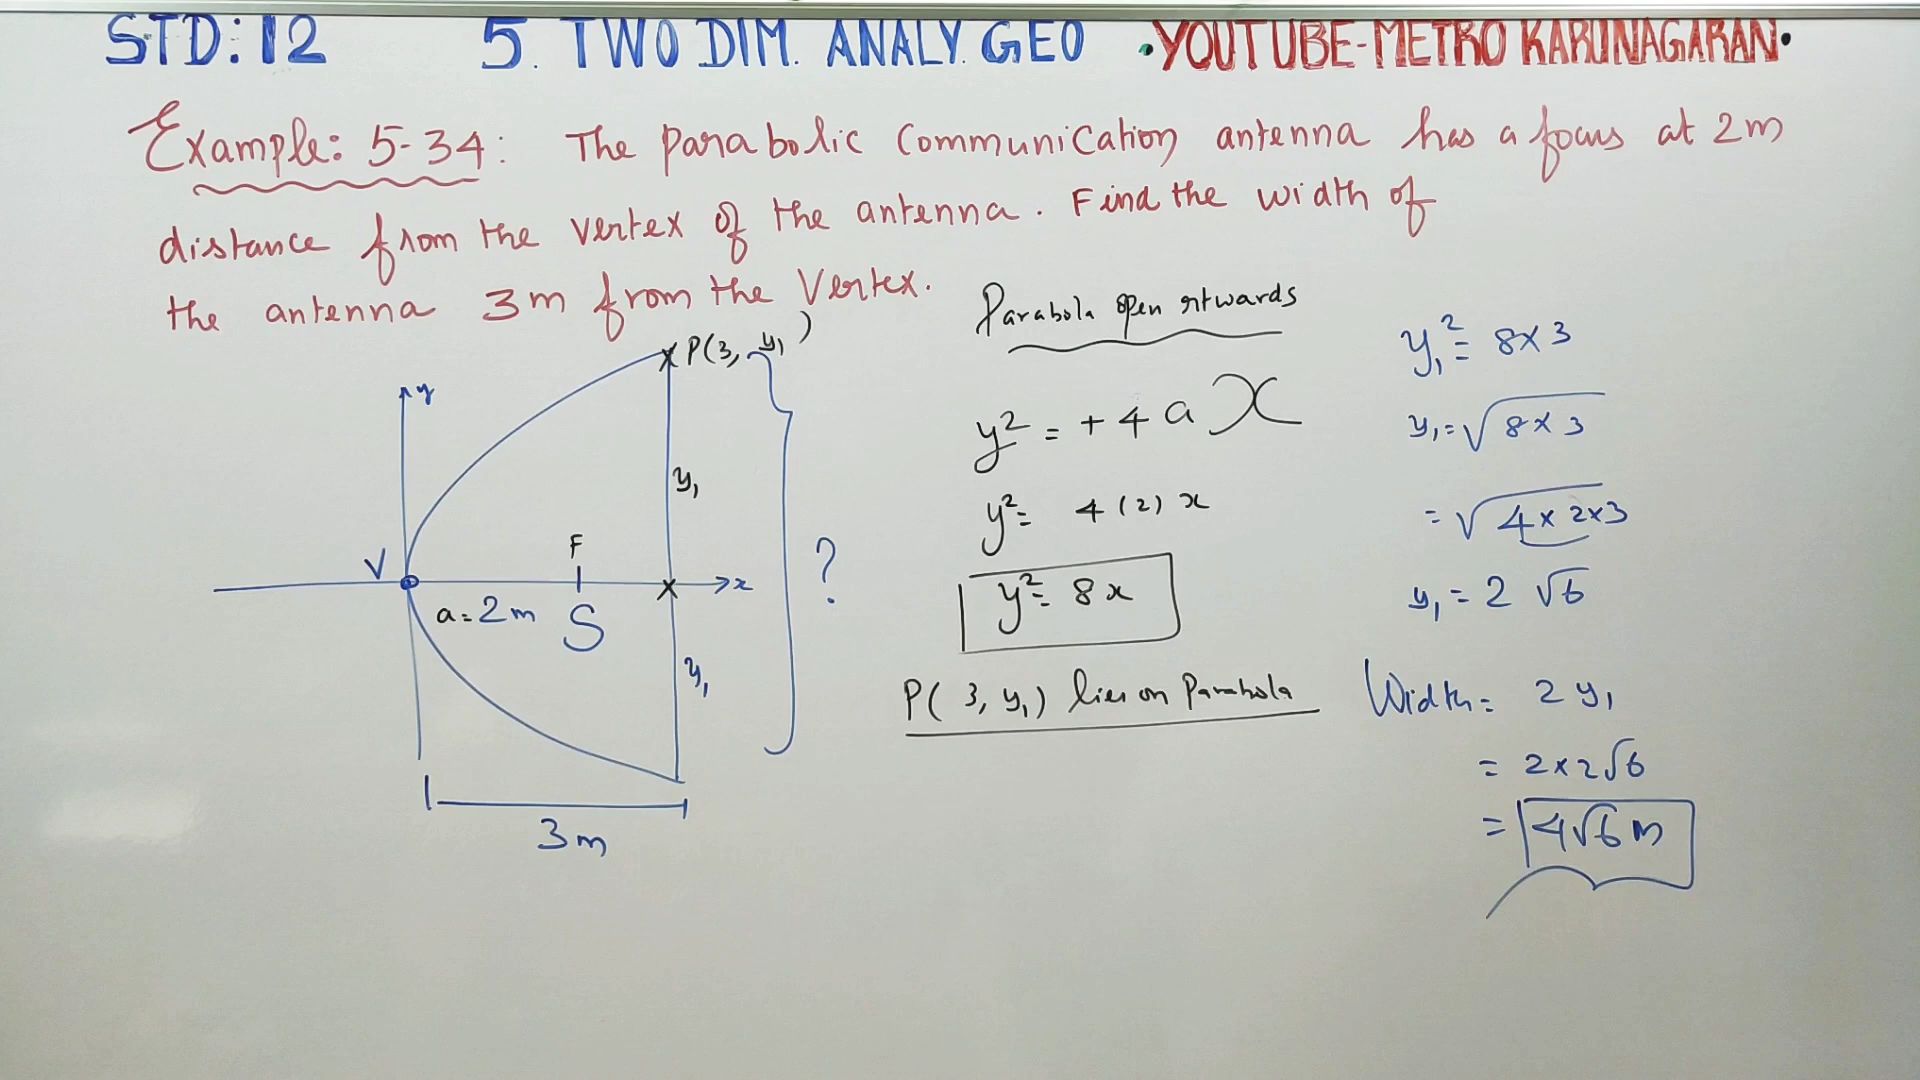 STD: 12 5. TWO DIM. ANALY. GEO •YOUTUBE-METRO KARUNAGARAN•
Example: 5-34: The parabolic Communication antenna has a focus at 2m
distance from the vertex of the antenna. Find the width of
the antenna 3m from the Vertex.
P(3, y₁)
y
y₁
V
F
x
a = 2m
S
y₁
?
3m
Parabola open rtwards
y² = + 4 a x
y² = 4 (2) x
y² = 8x
P( 3, y₁) lies on Parabola
y₁² = 8×3
y₁ = √8×3
= √4×2×3
y₁ = 2 √6
Width = 2 y₁
= 2×2√6
= 4√6 m